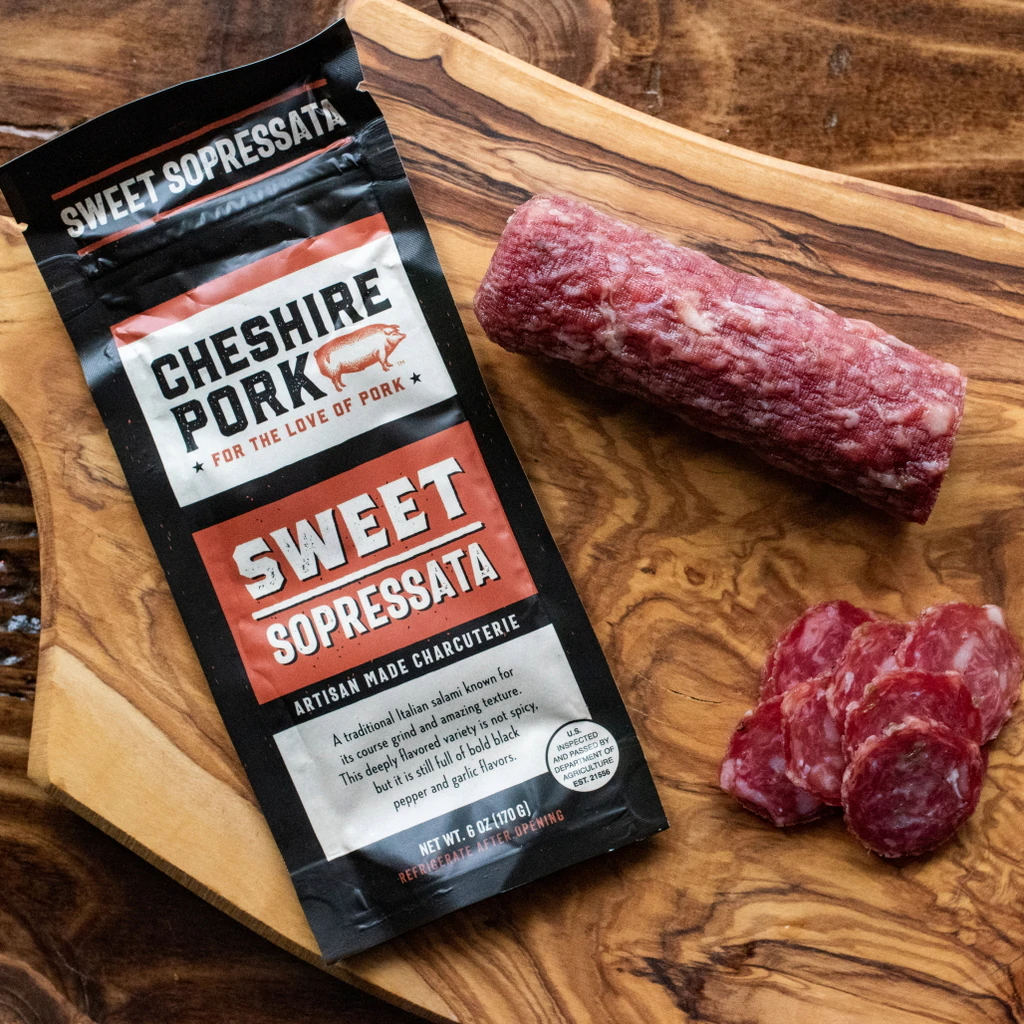 SWEET SOPRESSATA
CHESHIRE
PORK
™
★ FOR THE LOVE OF PORK ★
SWEET
SOPRESSATA
ARTISAN MADE CHARCUTERIE
A traditional Italian salami known for
its course grind and amazing texture.
This deeply flavored variety is not spicy,
but it is still full of bold black
pepper and garlic flavors.
U.S.
INSPECTED
AND PASSED BY
DEPARTMENT OF
AGRICULTURE
EST. 21556
NET WT. 6 OZ (170 G)
REFRIGERATE AFTER OPENING